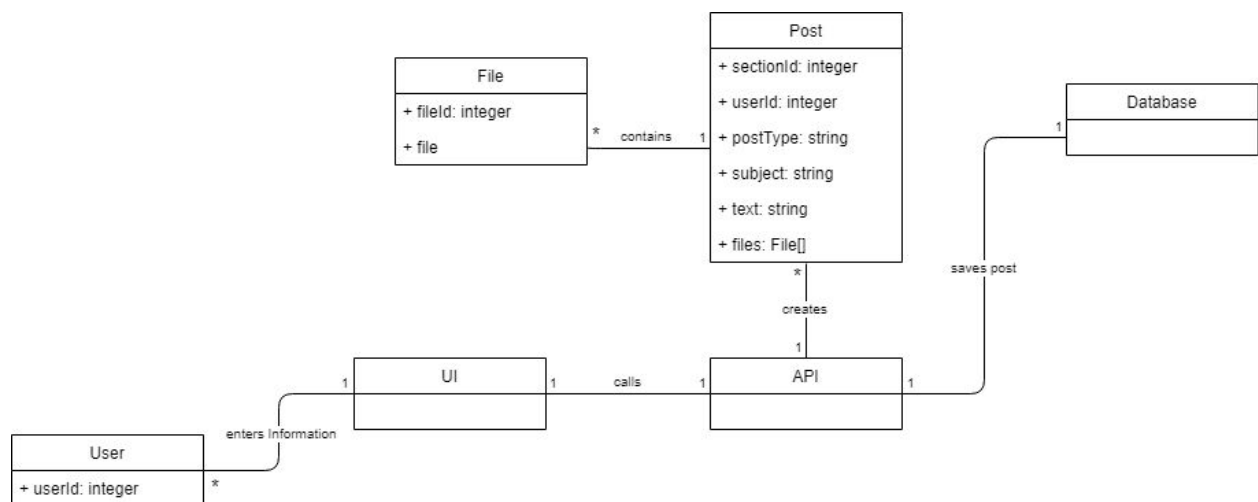 Post
+ sectionId: integer
+ userId: integer
+ postType: string
+ subject: string
+ text: string
+ files: File[]
File
+ fileId: integer
+ file
* contains 1
Database
1
saves post
*
creates
1
UI
1
1 calls 1
API
1
enters Information
User
+ userId: integer
*